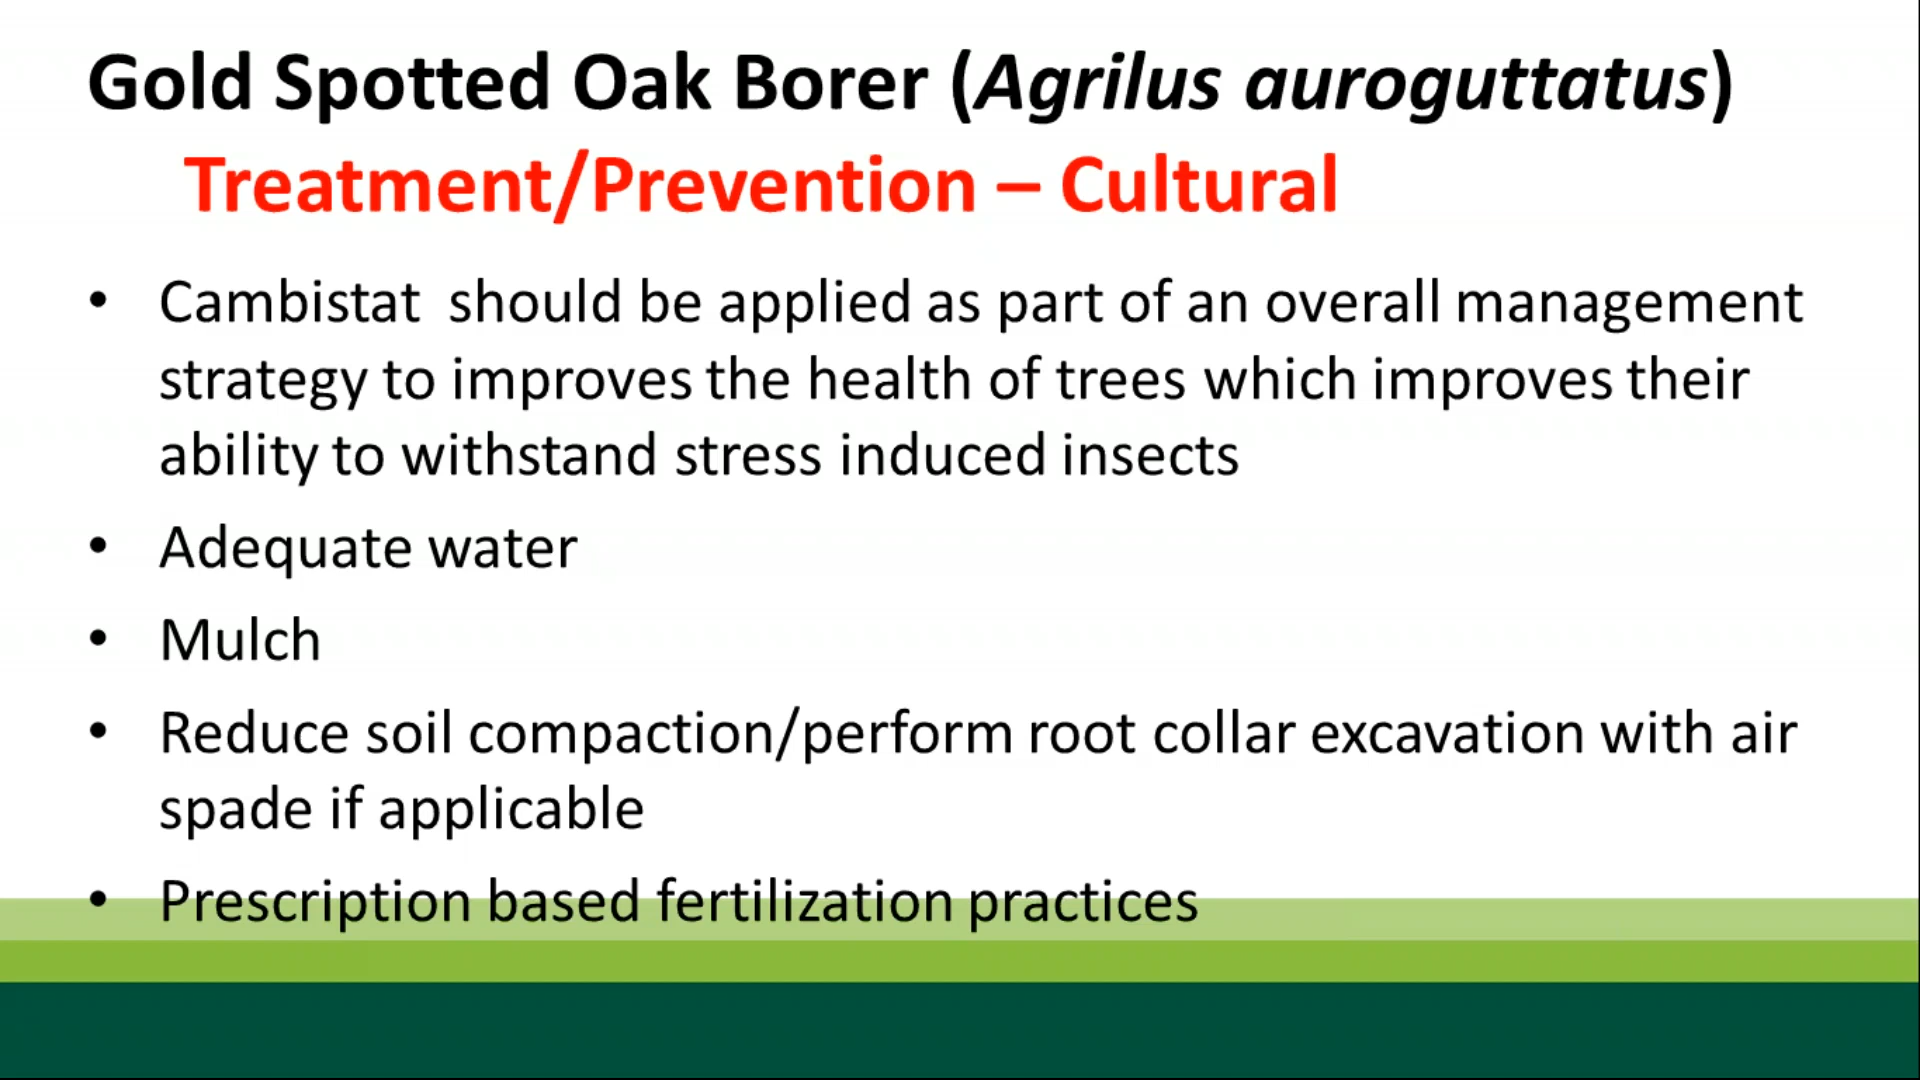 Gold Spotted Oak Borer (Agrilus auroguttatus)
Treatment/Prevention – Cultural
• Cambistat  should be applied as part of an overall management
strategy to improves the health of trees which improves their
ability to withstand stress induced insects
• Adequate water
• Mulch
• Reduce soil compaction/perform root collar excavation with air
spade if applicable
• Prescription based fertilization practices